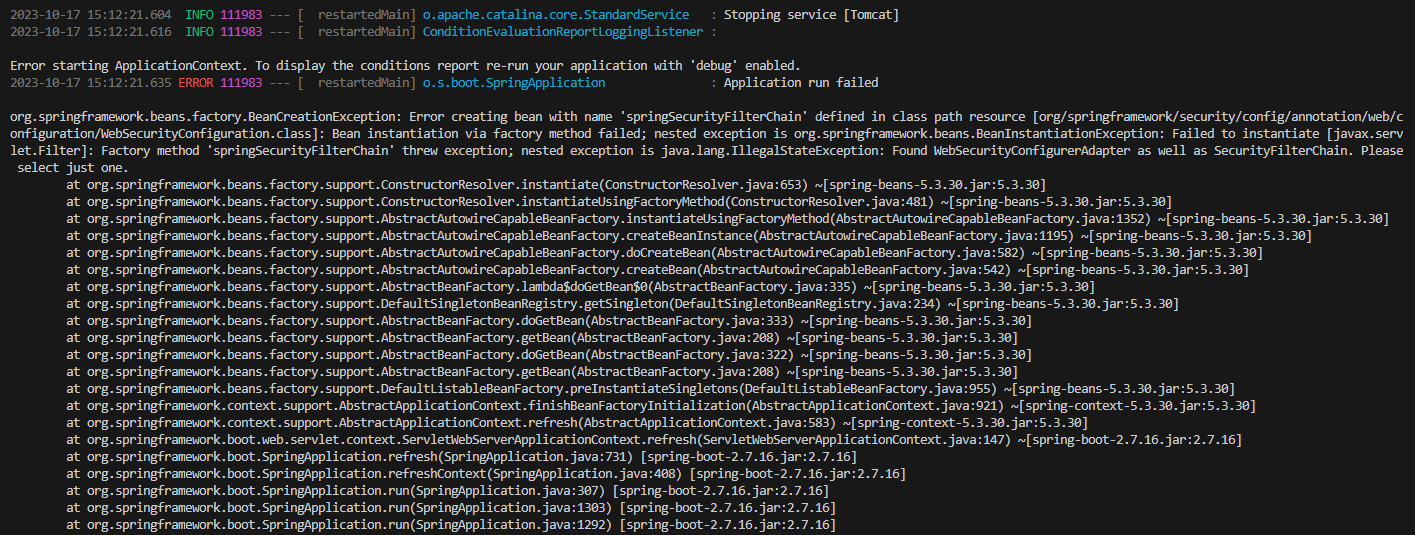 2023-10-17 15:12:21.604  INFO 111983 --- [  restartedMain] o.apache.catalina.core.StandardService   : Stopping service [Tomcat]
2023-10-17 15:12:21.616  INFO 111983 --- [  restartedMain] ConditionEvaluationReportLoggingListener :
Error starting ApplicationContext. To display the conditions report re-run your application with 'debug' enabled.
2023-10-17 15:12:21.635 ERROR 111983 --- [  restartedMain] o.s.boot.SpringApplication               : Application run failed
org.springframework.beans.factory.BeanCreationException: Error creating bean with name 'springSecurityFilterChain' defined in class path resource [org/springframework/security/config/annotation/web/c
onfiguration/WebSecurityConfiguration.class]: Bean instantiation via factory method failed; nested exception is org.springframework.beans.BeanInstantiationException: Failed to instantiate [javax.serv
let.Filter]: Factory method 'springSecurityFilterChain' threw exception; nested exception is java.lang.IllegalStateException: Found WebSecurityConfigurerAdapter as well as SecurityFilterChain. Please
 select just one.
        at org.springframework.beans.factory.support.ConstructorResolver.instantiate(ConstructorResolver.java:653) ~[spring-beans-5.3.30.jar:5.3.30]
        at org.springframework.beans.factory.support.ConstructorResolver.instantiateUsingFactoryMethod(ConstructorResolver.java:481) ~[spring-beans-5.3.30.jar:5.3.30]
        at org.springframework.beans.factory.support.AbstractAutowireCapableBeanFactory.instantiateUsingFactoryMethod(AbstractAutowireCapableBeanFactory.java:1352) ~[spring-beans-5.3.30.jar:5.3.30]
        at org.springframework.beans.factory.support.AbstractAutowireCapableBeanFactory.createBeanInstance(AbstractAutowireCapableBeanFactory.java:1195) ~[spring-beans-5.3.30.jar:5.3.30]
        at org.springframework.beans.factory.support.AbstractAutowireCapableBeanFactory.doCreateBean(AbstractAutowireCapableBeanFactory.java:582) ~[spring-beans-5.3.30.jar:5.3.30]
        at org.springframework.beans.factory.support.AbstractAutowireCapableBeanFactory.createBean(AbstractAutowireCapableBeanFactory.java:542) ~[spring-beans-5.3.30.jar:5.3.30]
        at org.springframework.beans.factory.support.AbstractBeanFactory.lambda$doGetBean$0(AbstractBeanFactory.java:335) ~[spring-beans-5.3.30.jar:5.3.30]
        at org.springframework.beans.factory.support.DefaultSingletonBeanRegistry.getSingleton(DefaultSingletonBeanRegistry.java:234) ~[spring-beans-5.3.30.jar:5.3.30]
        at org.springframework.beans.factory.support.AbstractBeanFactory.doGetBean(AbstractBeanFactory.java:333) ~[spring-beans-5.3.30.jar:5.3.30]
        at org.springframework.beans.factory.support.AbstractBeanFactory.getBean(AbstractBeanFactory.java:208) ~[spring-beans-5.3.30.jar:5.3.30]
        at org.springframework.beans.factory.support.AbstractBeanFactory.doGetBean(AbstractBeanFactory.java:322) ~[spring-beans-5.3.30.jar:5.3.30]
        at org.springframework.beans.factory.support.AbstractBeanFactory.getBean(AbstractBeanFactory.java:208) ~[spring-beans-5.3.30.jar:5.3.30]
        at org.springframework.beans.factory.support.DefaultListableBeanFactory.preInstantiateSingletons(DefaultListableBeanFactory.java:955) ~[spring-beans-5.3.30.jar:5.3.30]
        at org.springframework.context.support.AbstractApplicationContext.finishBeanFactoryInitialization(AbstractApplicationContext.java:921) ~[spring-context-5.3.30.jar:5.3.30]
        at org.springframework.context.support.AbstractApplicationContext.refresh(AbstractApplicationContext.java:583) ~[spring-context-5.3.30.jar:5.3.30]
        at org.springframework.boot.web.servlet.context.ServletWebServerApplicationContext.refresh(ServletWebServerApplicationContext.java:147) ~[spring-boot-2.7.16.jar:2.7.16]
        at org.springframework.boot.SpringApplication.refresh(SpringApplication.java:731) [spring-boot-2.7.16.jar:2.7.16]
        at org.springframework.boot.SpringApplication.refreshContext(SpringApplication.java:408) [spring-boot-2.7.16.jar:2.7.16]
        at org.springframework.boot.SpringApplication.run(SpringApplication.java:307) [spring-boot-2.7.16.jar:2.7.16]
        at org.springframework.boot.SpringApplication.run(SpringApplication.java:1303) [spring-boot-2.7.16.jar:2.7.16]
        at org.springframework.boot.SpringApplication.run(SpringApplication.java:1292) [spring-boot-2.7.16.jar:2.7.16]